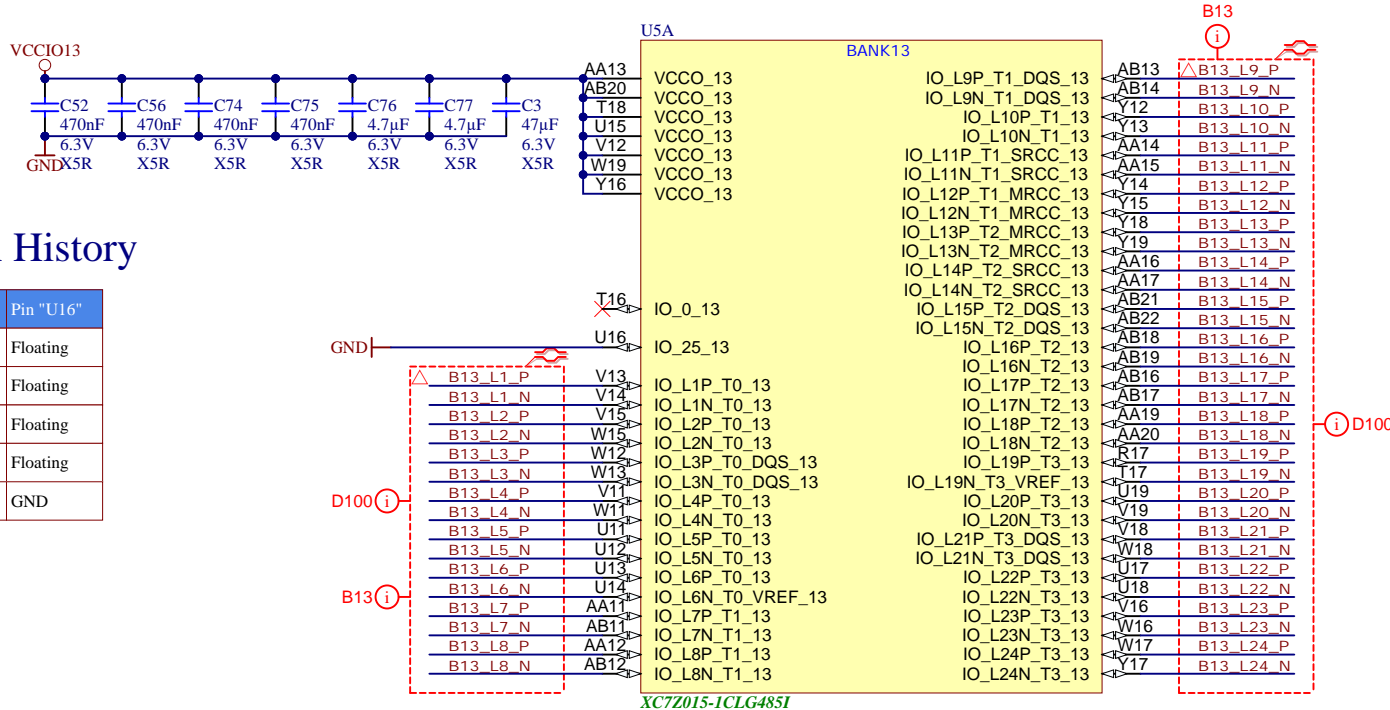 VCCIO13
C52 C56 C74 C75 C76 C77 C3
470nF 470nF 470nF 470nF 4.7µF 4.7µF 47µF
6.3V 6.3V 6.3V 6.3V 6.3V 6.3V 6.3V
X5R X5R X5R X5R X5R X5R X5R
GND
History
Pin "U16"
Floating
Floating
Floating
Floating
GND
U5A
BANK13
AA13 VCCO_13
AB20 VCCO_13
T18 VCCO_13
U15 VCCO_13
V12 VCCO_13
W19 VCCO_13
Y16 VCCO_13
T16 IO_0_13
GND U16 IO_25_13
B13_L1_P V13 IO_L1P_T0_13
B13_L1_N V14 IO_L1N_T0_13
B13_L2_P V15 IO_L2P_T0_13
B13_L2_N W15 IO_L2N_T0_13
B13_L3_P W12 IO_L3P_T0_DQS_13
B13_L3_N W13 IO_L3N_T0_DQS_13
D100 i B13_L4_P V11 IO_L4P_T0_13
B13_L4_N W11 IO_L4N_T0_13
B13_L5_P U11 IO_L5P_T0_13
B13_L5_N U12 IO_L5N_T0_13
B13_L6_P U13 IO_L6P_T0_13
B13 i B13_L6_N U14 IO_L6N_T0_VREF_13
B13_L7_P AA11 IO_L7P_T1_13
B13_L7_N AB11 IO_L7N_T1_13
B13_L8_P AA12 IO_L8P_T1_13
B13_L8_N AB12 IO_L8N_T1_13
B13
i
IO_L9P_T1_DQS_13 AB13 B13_L9_P
IO_L9N_T1_DQS_13 AB14 B13_L9_N
IO_L10P_T1_13 Y12 B13_L10_P
IO_L10N_T1_13 Y13 B13_L10_N
IO_L11P_T1_SRCC_13 AA14 B13_L11_P
IO_L11N_T1_SRCC_13 AA15 B13_L11_N
IO_L12P_T1_MRCC_13 Y14 B13_L12_P
IO_L12N_T1_MRCC_13 Y15 B13_L12_N
IO_L13P_T2_MRCC_13 Y18 B13_L13_P
IO_L13N_T2_MRCC_13 Y19 B13_L13_N
IO_L14P_T2_SRCC_13 AA16 B13_L14_P
IO_L14N_T2_SRCC_13 AA17 B13_L14_N
IO_L15P_T2_DQS_13 AB21 B13_L15_P
IO_L15N_T2_DQS_13 AB22 B13_L15_N
IO_L16P_T2_13 AB18 B13_L16_P
IO_L16N_T2_13 AB19 B13_L16_N
IO_L17P_T2_13 AB16 B13_L17_P
IO_L17N_T2_13 AB17 B13_L17_N
IO_L18P_T2_13 AA19 B13_L18_P
IO_L18N_T2_13 AA20 B13_L18_N
i D100
IO_L19P_T3_13 R17 B13_L19_P
IO_L19N_T3_VREF_13 T17 B13_L19_N
IO_L20P_T3_13 U19 B13_L20_P
IO_L20N_T3_13 V19 B13_L20_N
IO_L21P_T3_DQS_13 V18 B13_L21_P
IO_L21N_T3_DQS_13 W18 B13_L21_N
IO_L22P_T3_13 U17 B13_L22_P
IO_L22N_T3_13 U18 B13_L22_N
IO_L23P_T3_13 V16 B13_L23_P
IO_L23N_T3_13 W16 B13_L23_N
IO_L24P_T3_13 W17 B13_L24_P
IO_L24N_T3_13 Y17 B13_L24_N
XC7Z015-1CLG485I